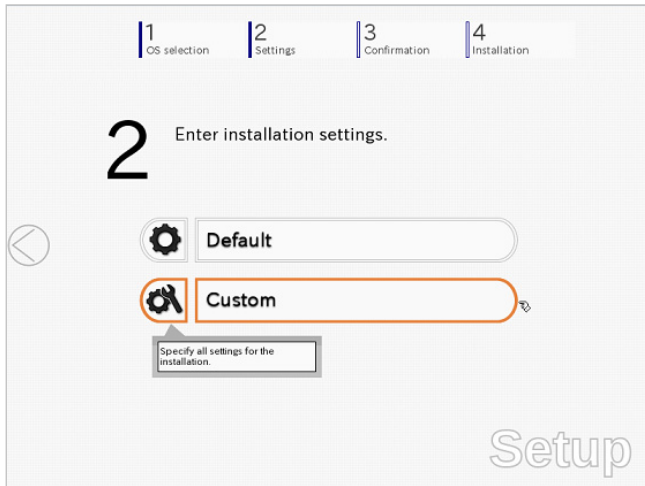 1
OS selection
2
Settings
3
Confirmation
4
Installation
2
Enter installation settings.
Default
Custom
Specify all settings for the
installation.
Setup